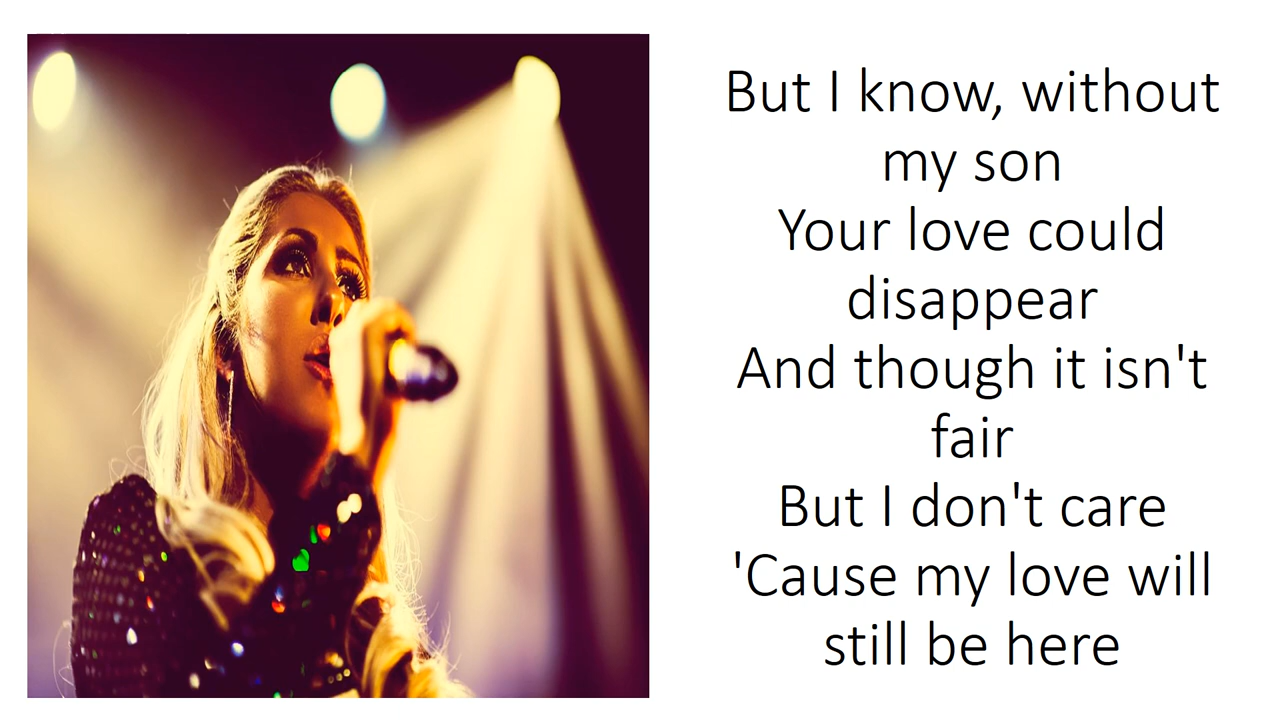 But I know, without
my son
Your love could
disappear
And though it isn't
fair
But I don't care
'Cause my love will
still be here